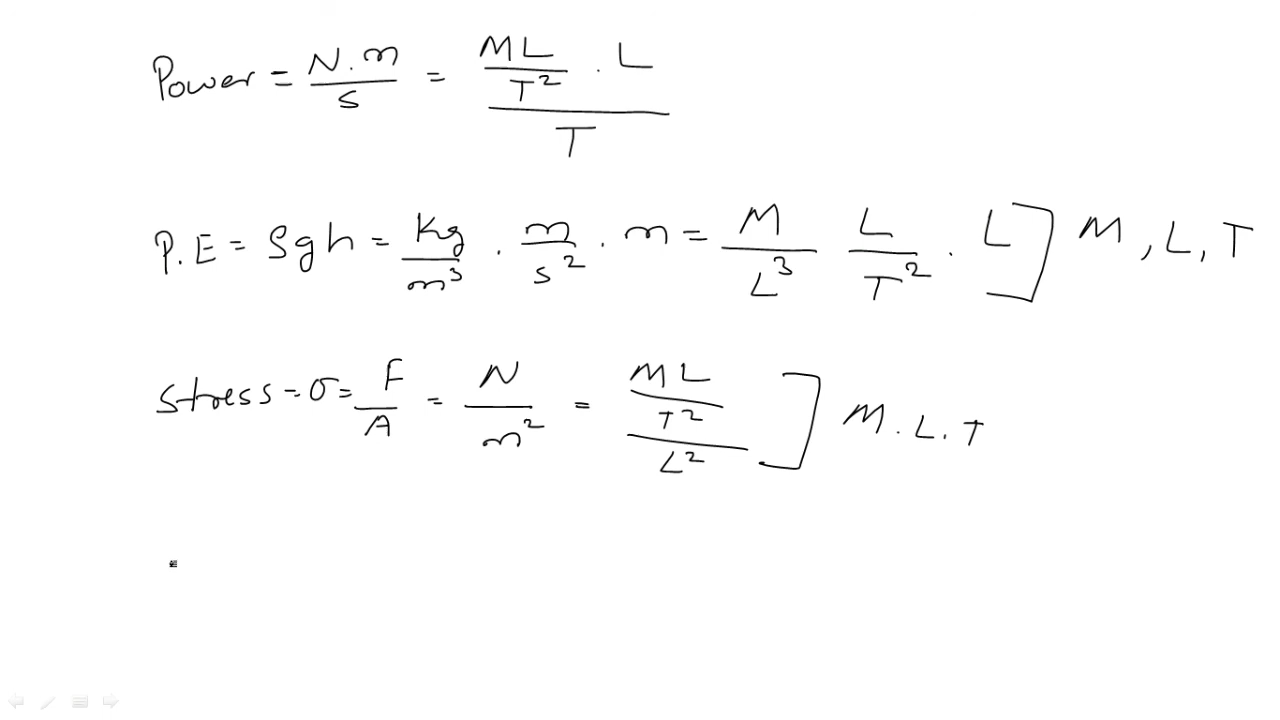 Power = N.m/s = ML/T² . L / T
P.E = ρgh = Kg/m³ . m/s² . m = M/L³ L/T² . L ] M, L, T
Stress = σ = F/A = N/m² = ML/T² / L² ] M. L. T